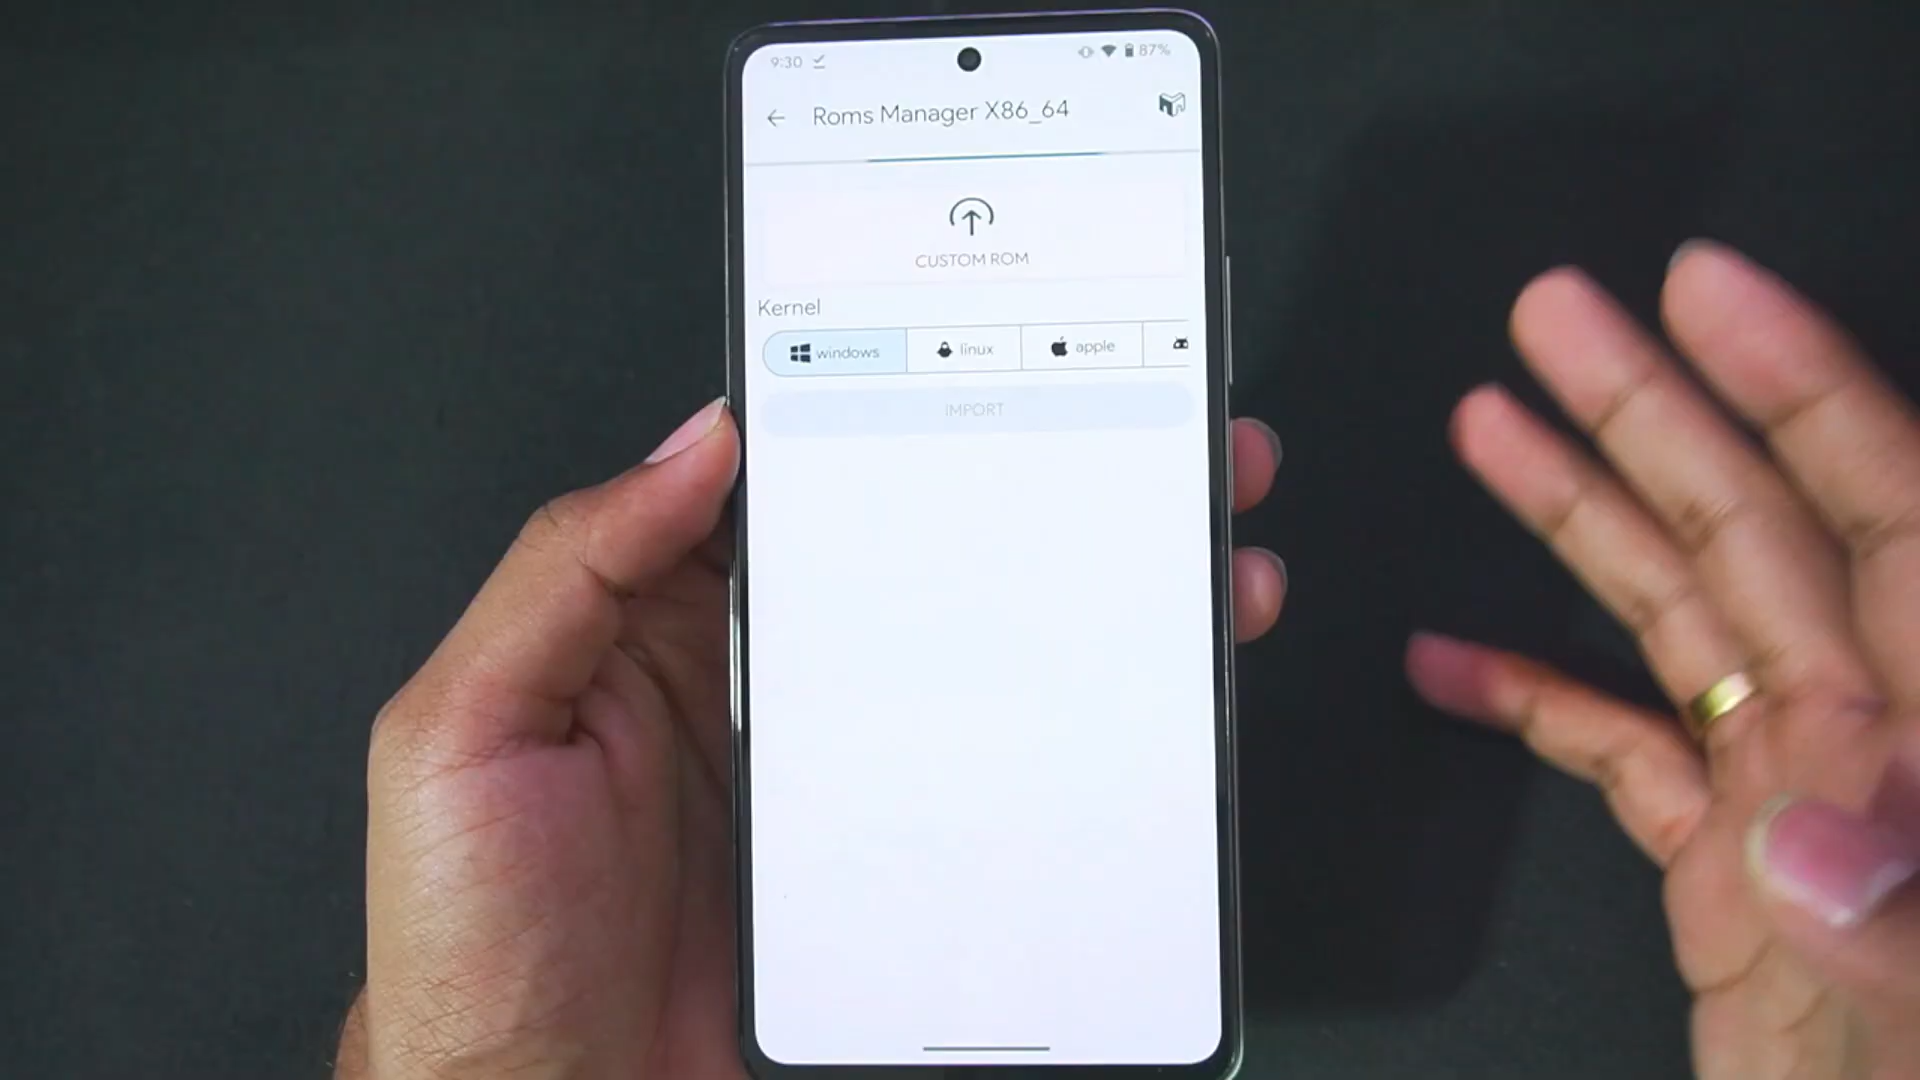 9:30
87%
Roms Manager X86_64
CUSTOM ROM
Kernel
windows linux apple
IMPORT